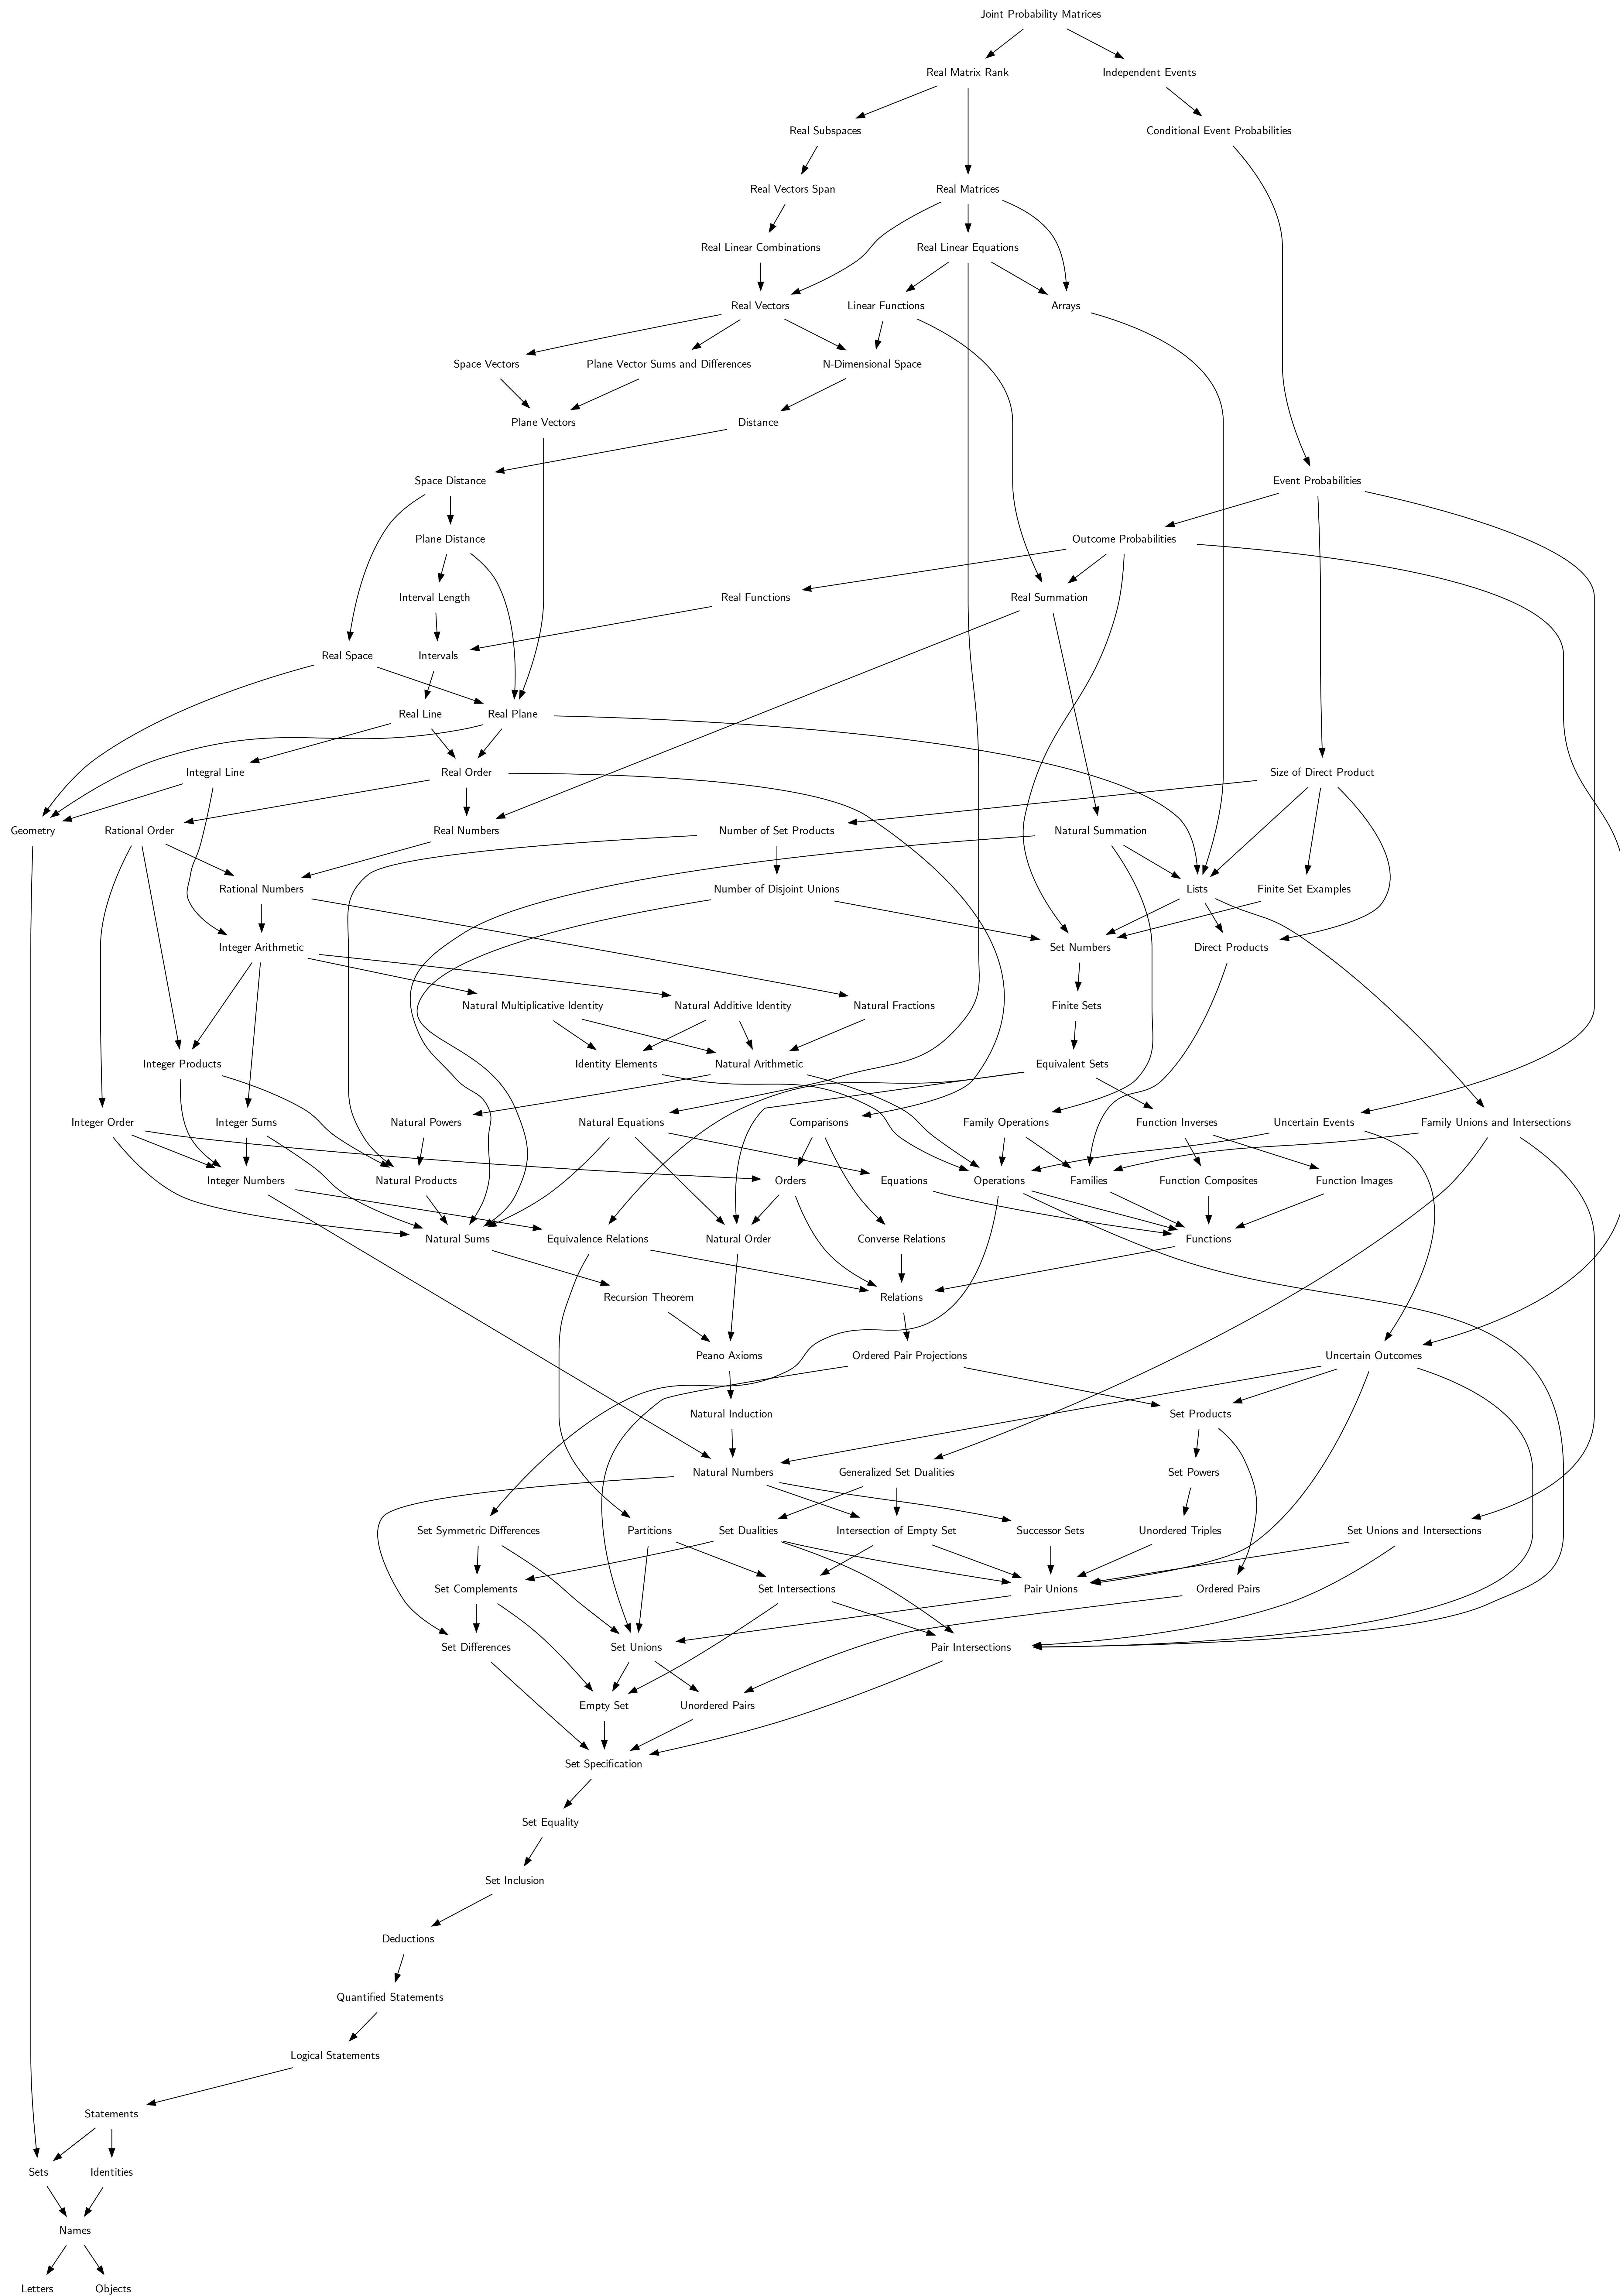 Joint Probability Matrices
Real Matrix Rank
Independent Events
Real Subspaces
Conditional Event Probabilities
Real Vectors Span
Real Matrices
Real Linear Combinations
Real Linear Equations
Real Vectors
Linear Functions
Arrays
Space Vectors
Plane Vector Sums and Differences
N-Dimensional Space
Plane Vectors
Distance
Space Distance
Event Probabilities
Plane Distance
Outcome Probabilities
Interval Length
Real Functions
Real Summation
Real Space
Intervals
Real Line
Real Plane
Integral Line
Real Order
Size of Direct Product
Geometry
Rational Order
Real Numbers
Number of Set Products
Natural Summation
Rational Numbers
Number of Disjoint Unions
Lists
Finite Set Examples
Integer Arithmetic
Set Numbers
Direct Products
Natural Multiplicative Identity
Natural Additive Identity
Natural Fractions
Finite Sets
Integer Products
Identity Elements
Natural Arithmetic
Equivalent Sets
Integer Order
Integer Sums
Natural Powers
Natural Equations
Comparisons
Family Operations
Function Inverses
Uncertain Events
Family Unions and Intersections
Integer Numbers
Natural Products
Orders
Equations
Operations
Families
Function Composites
Function Images
Natural Sums
Equivalence Relations
Natural Order
Converse Relations
Functions
Recursion Theorem
Relations
Peano Axioms
Ordered Pair Projections
Uncertain Outcomes
Natural Induction
Set Products
Natural Numbers
Generalized Set Dualities
Set Powers
Set Symmetric Differences
Partitions
Set Dualities
Intersection of Empty Set
Successor Sets
Unordered Triples
Set Unions and Intersections
Set Complements
Set Intersections
Pair Unions
Ordered Pairs
Set Differences
Set Unions
Pair Intersections
Empty Set
Unordered Pairs
Set Specification
Set Equality
Set Inclusion
Deductions
Quantified Statements
Logical Statements
Statements
Sets
Identities
Names
Letters
Objects